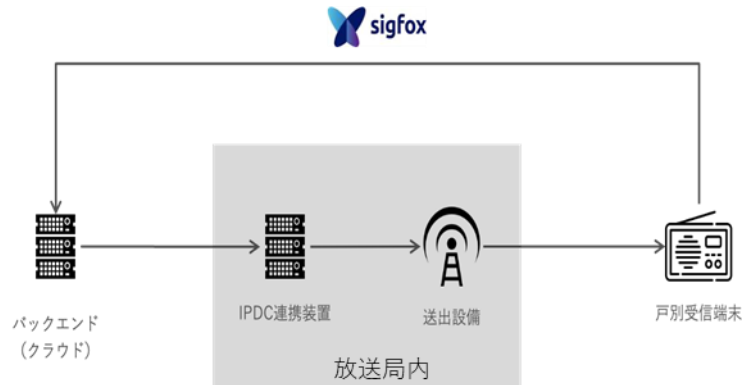 sigfox
バックエンド
(クラウド)
IPDC連携装置
送出設備
戸別受信端末
放送局内